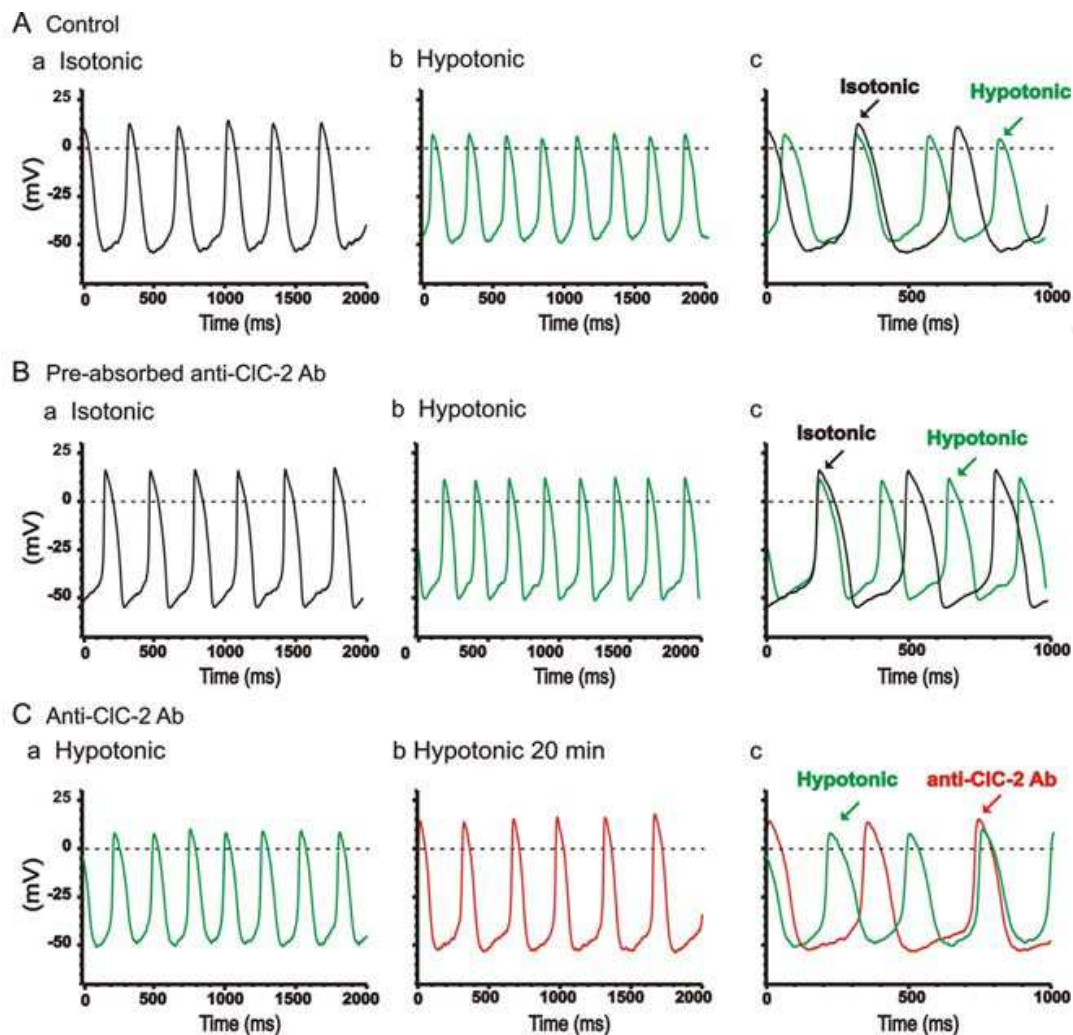 A Control
a Isotonic
b Hypotonic
c
25
0
-25
-50
(mV)
0 500 1000 1500 2000
Time (ms)
0 500 1000 1500 2000
Time (ms)
Isotonic
Hypotonic
0 500 1000
Time (ms)
B Pre-absorbed anti-ClC-2 Ab
a Isotonic
b Hypotonic
c
25
0
-25
-50
(mV)
0 500 1000 1500 2000
Time (ms)
0 500 1000 1500 2000
Time (ms)
Isotonic
Hypotonic
0 500 1000
Time (ms)
C Anti-ClC-2 Ab
a Hypotonic
b Hypotonic 20 min
c
25
0
-25
-50
(mV)
0 500 1000 1500 2000
Time (ms)
0 500 1000 1500 2000
Time (ms)
Hypotonic
anti-ClC-2 Ab
0 500 1000
Time (ms)